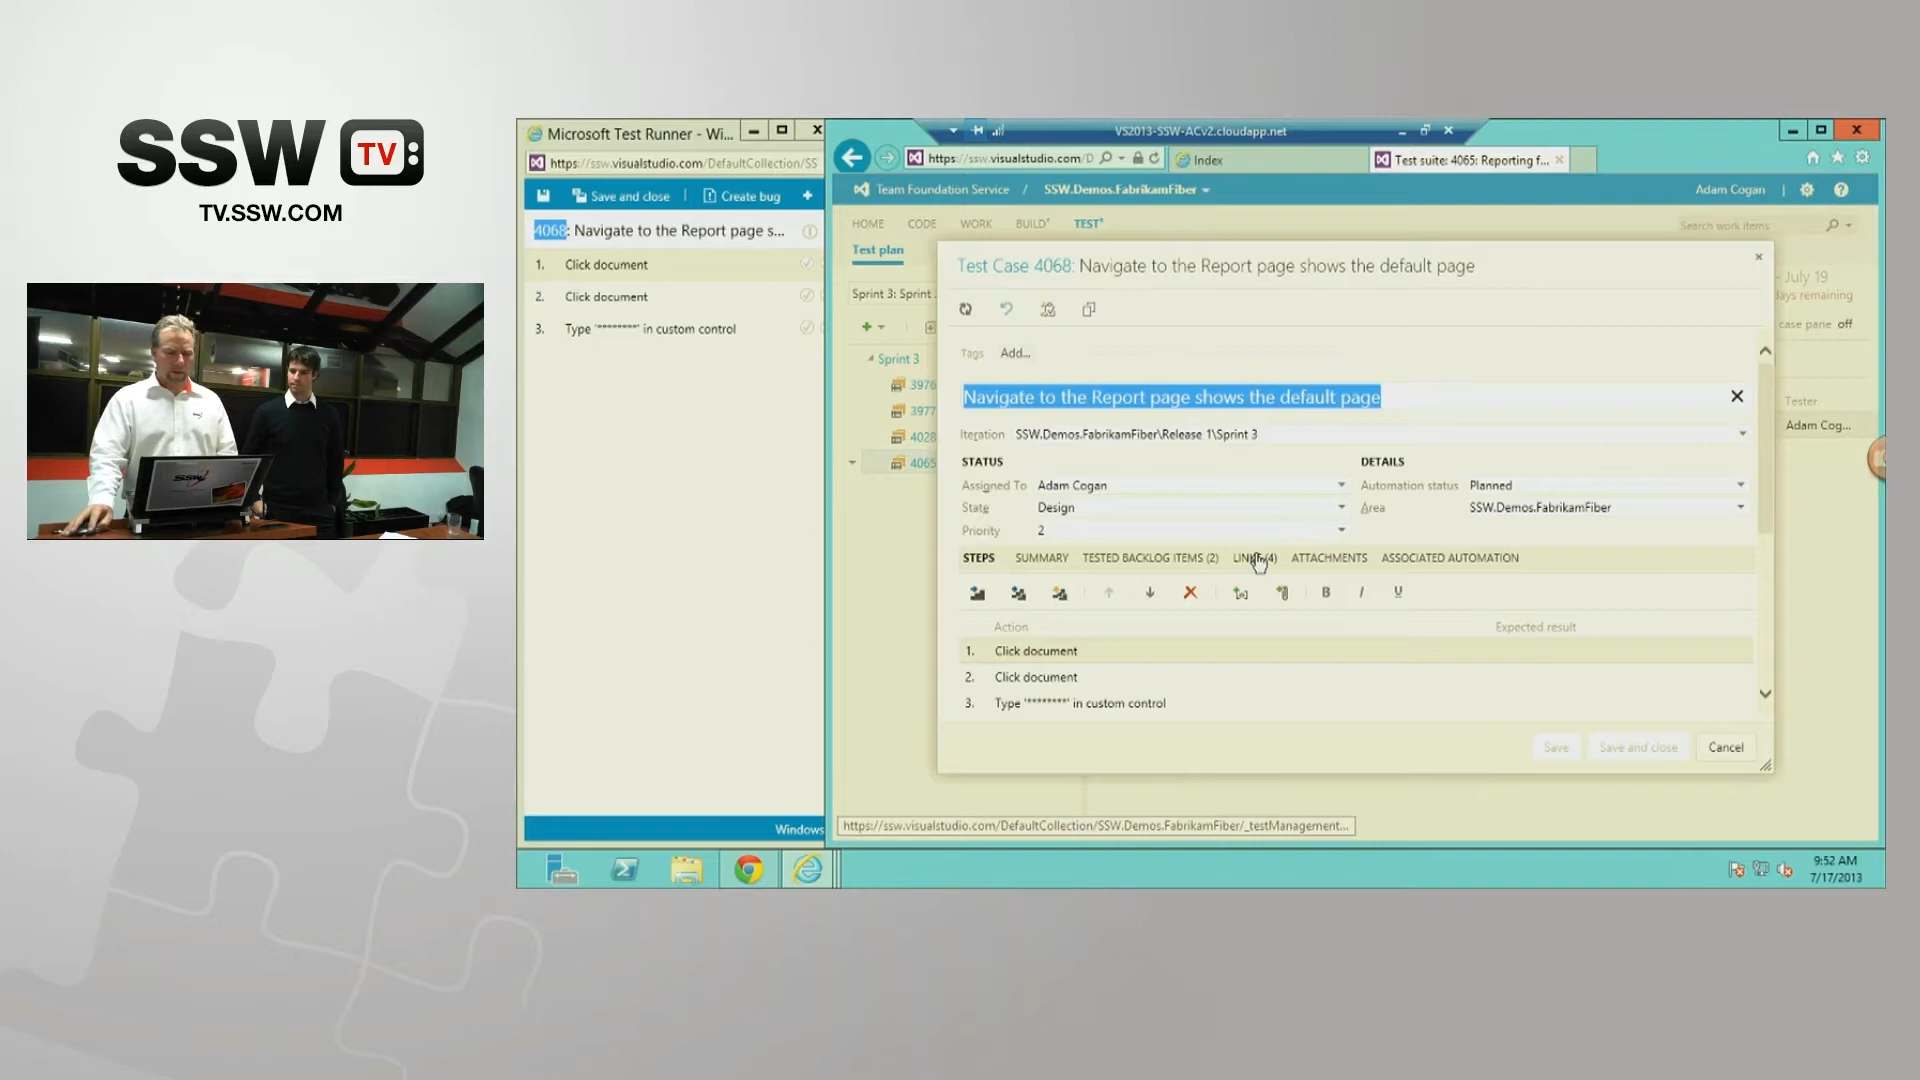 SSW TV:
TV.SSW.COM
Microsoft Test Runner - Wi...
https://ssw.visualstudio.com/DefaultCollection/SS
Save and close
Create bug
4068: Navigate to the Report page s...
1. Click document
2. Click document
3. Type '********' in custom control
Windows
VS2013-SSW-ACv2.cloudapp.net
https://ssw.visualstudio.com/D
Index
Test suite: 4065: Reporting f...
Team Foundation Service / SSW.Demos.FabrikamFiber
Adam Cogan
HOME CODE WORK BUILD* TEST*
Search work items
Test plan
Sprint 3: Sprint
July 19
days remaining
case pane off
Sprint 3
3976
3977
4028
4065
Tester
Adam Cog...
Test Case 4068: Navigate to the Report page shows the default page
Tags Add...
Navigate to the Report page shows the default page
Iteration SSW.Demos.FabrikamFiber\Release 1\Sprint 3
STATUS
DETAILS
Assigned To Adam Cogan
Automation status Planned
State Design
Area SSW.Demos.FabrikamFiber
Priority 2
STEPS SUMMARY TESTED BACKLOG ITEMS (2) LINKS (4) ATTACHMENTS ASSOCIATED AUTOMATION
B I U
Action Expected result
1. Click document
2. Click document
3. Type '********' in custom control
Save Save and close Cancel
https://ssw.visualstudio.com/DefaultCollection/SSW.Demos.FabrikamFiber/_testManagement...
9:52 AM
7/17/2013
SSW